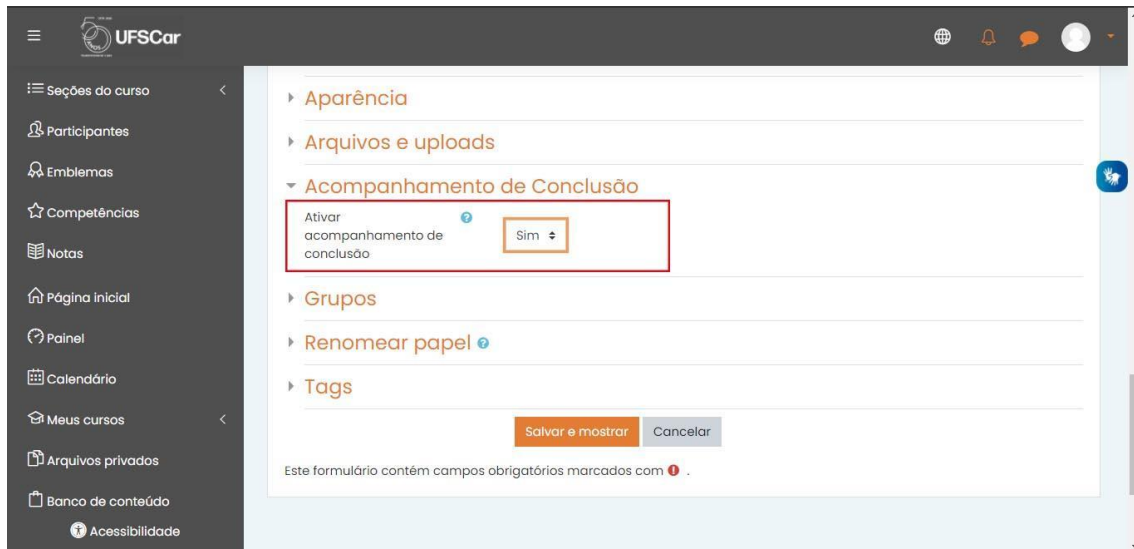 UFSCar
Seções do curso
Participantes
Emblemas
Competências
Notas
Página inicial
Painel
Calendário
Meus cursos
Arquivos privados
Banco de conteúdo
Acessibilidade
Aparência
Arquivos e uploads
Acompanhamento de Conclusão
Ativar
acompanhamento de
conclusão
Sim
Grupos
Renomear papel
Tags
Salvar e mostrar Cancelar
Este formulário contém campos obrigatórios marcados com .